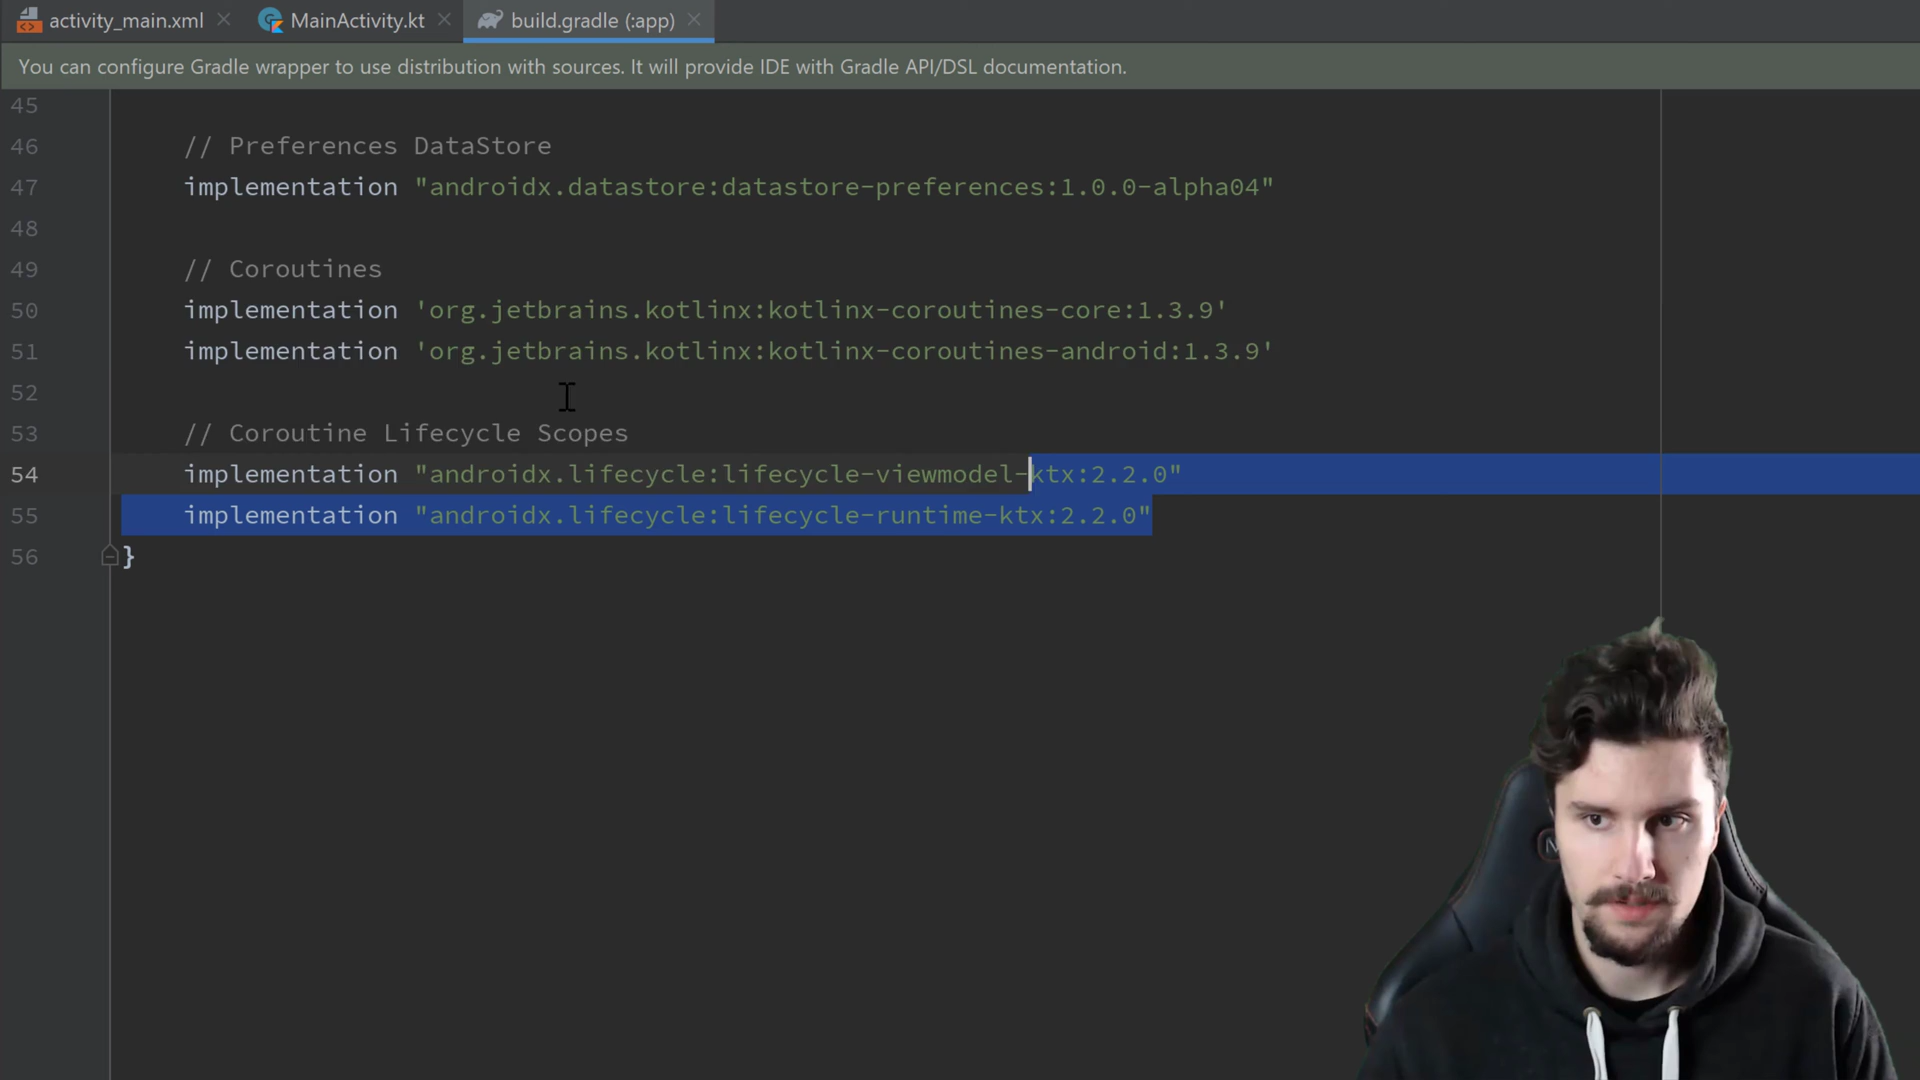 activity_main.xml MainActivity.kt build.gradle (:app)
You can configure Gradle wrapper to use distribution with sources. It will provide IDE with Gradle API/DSL documentation.
45
46 // Preferences DataStore
47 implementation "androidx.datastore:datastore-preferences:1.0.0-alpha04"
48
49 // Coroutines
50 implementation 'org.jetbrains.kotlinx:kotlinx-coroutines-core:1.3.9'
51 implementation 'org.jetbrains.kotlinx:kotlinx-coroutines-android:1.3.9'
52
53 // Coroutine Lifecycle Scopes
54 implementation "androidx.lifecycle:lifecycle-viewmodel-ktx:2.2.0"
55 implementation "androidx.lifecycle:lifecycle-runtime-ktx:2.2.0"
56 }